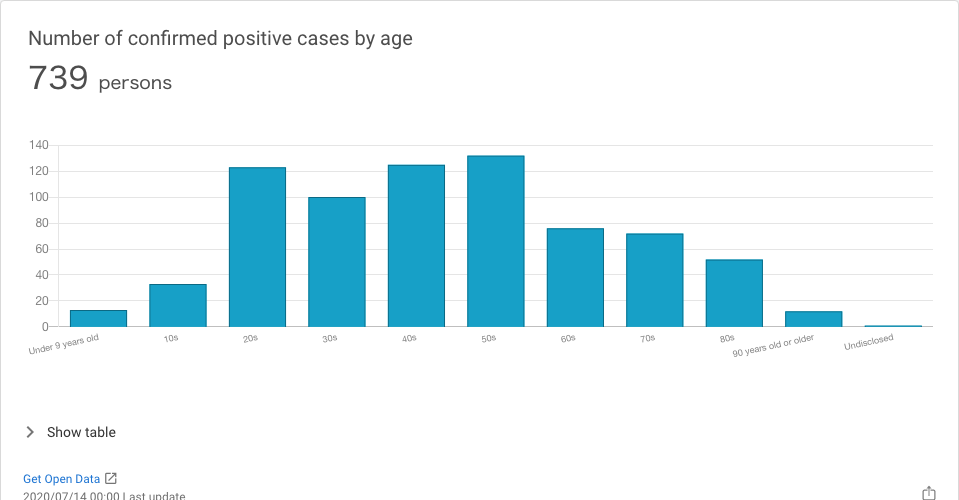 Number of confirmed positive cases by age
739 persons
140
120
100
80
60
40
20
0
Under 9 years old
10s
20s
30s
40s
50s
60s
70s
80s
90 years old or older
Undisclosed
Show table
Get Open Data
2020/07/14 00:00 Last update